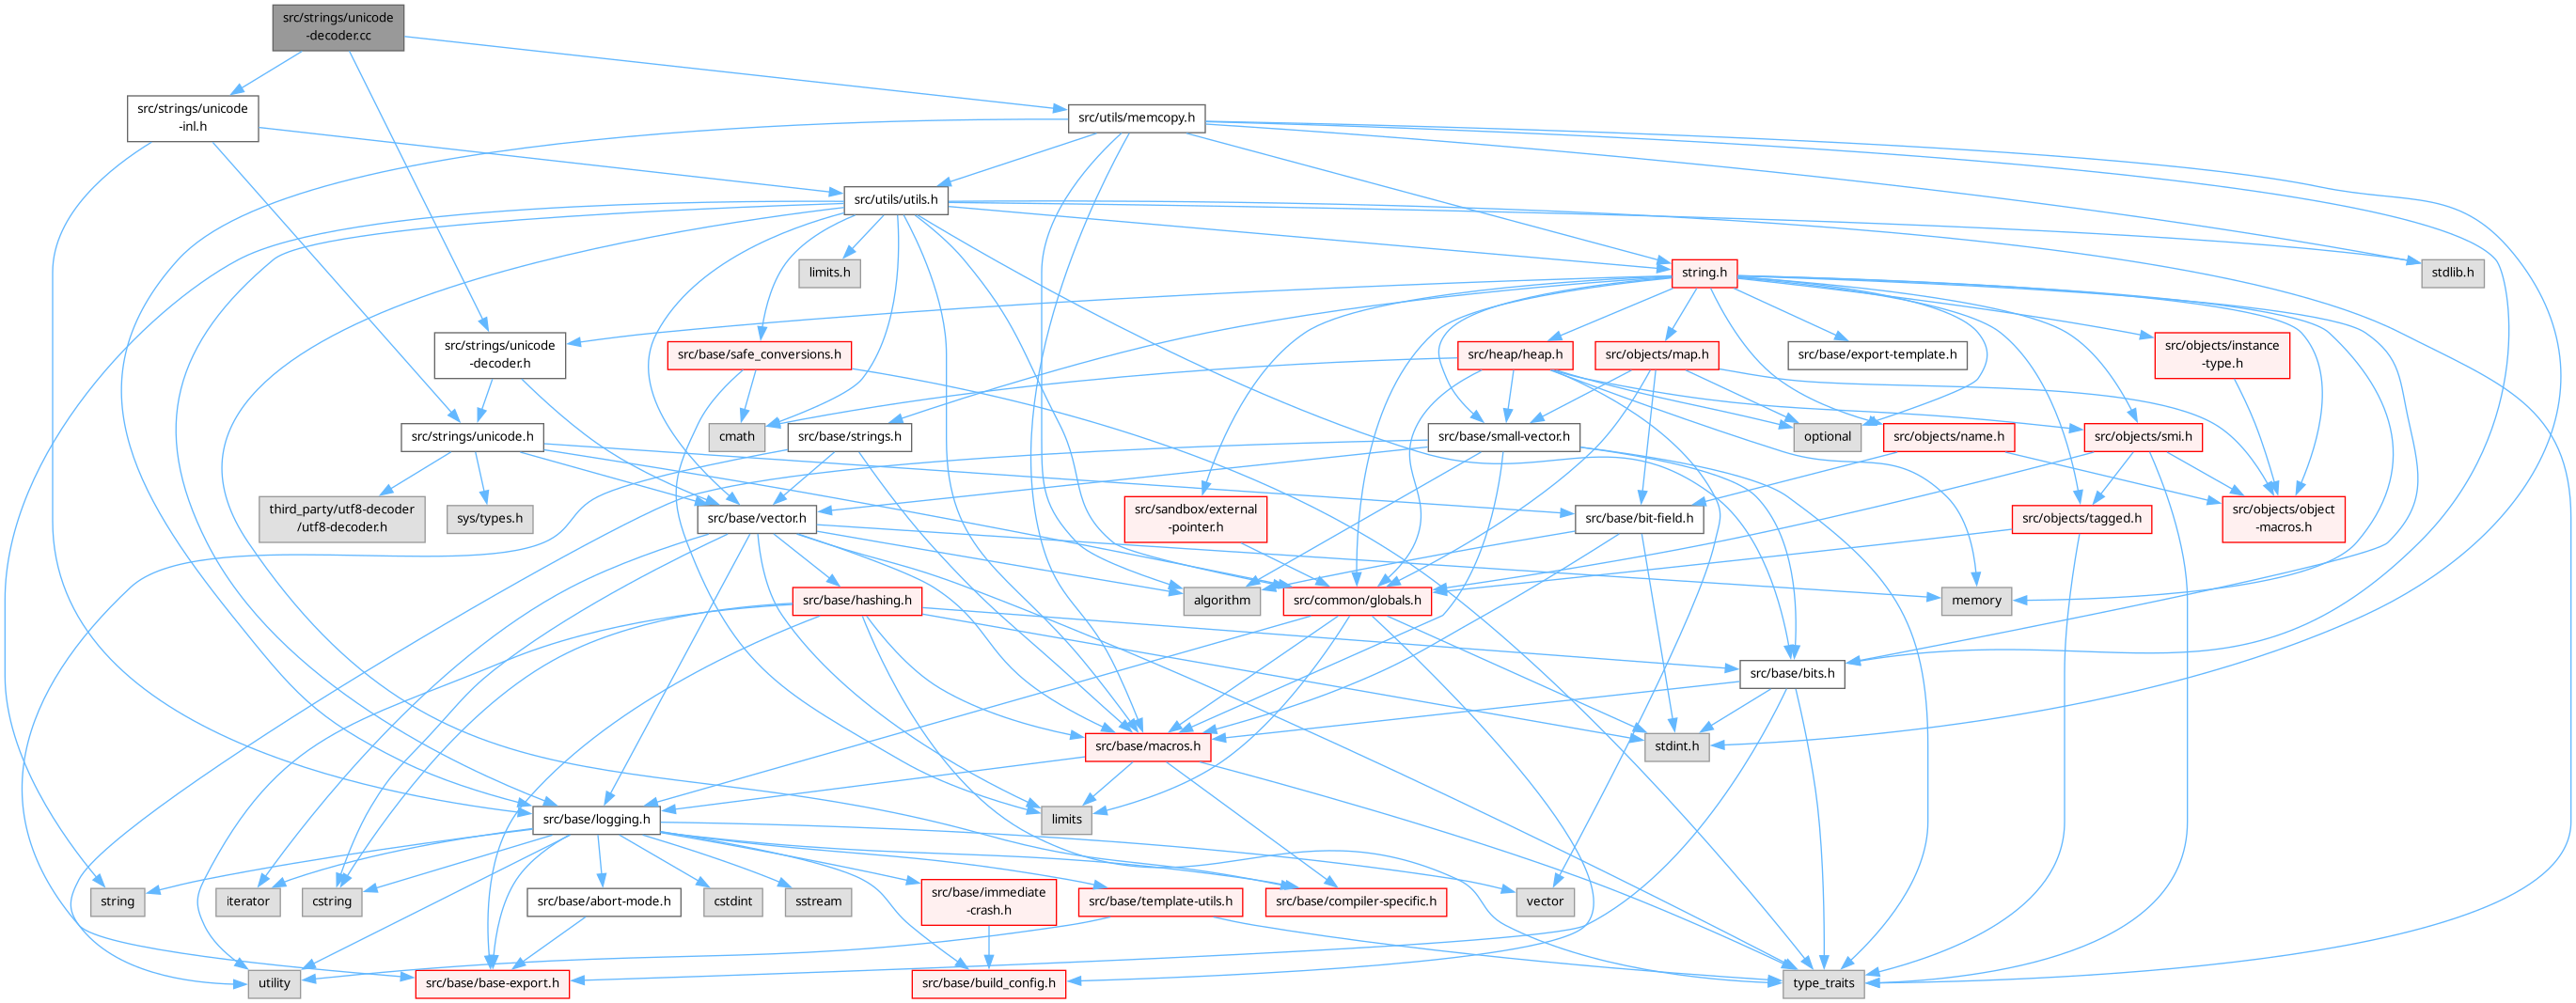 src/strings/unicode
-decoder.cc
src/strings/unicode
-inl.h
src/utils/memcopy.h
src/utils/utils.h
limits.h
string.h
stdlib.h
src/strings/unicode
-decoder.h
src/base/safe_conversions.h
src/heap/heap.h
src/objects/map.h
src/base/export-template.h
src/objects/instance
-type.h
src/strings/unicode.h
cmath
src/base/strings.h
src/base/small-vector.h
optional
src/objects/name.h
src/objects/smi.h
third_party/utf8-decoder
/utf8-decoder.h
sys/types.h
src/base/vector.h
src/sandbox/external
-pointer.h
src/base/bit-field.h
src/objects/tagged.h
src/objects/object
-macros.h
src/base/hashing.h
algorithm
src/common/globals.h
memory
src/base/bits.h
src/base/macros.h
stdint.h
src/base/logging.h
limits
string
iterator
cstring
src/base/abort-mode.h
cstdint
sstream
src/base/immediate
-crash.h
src/base/template-utils.h
src/base/compiler-specific.h
vector
utility
src/base/base-export.h
src/base/build_config.h
type_traits